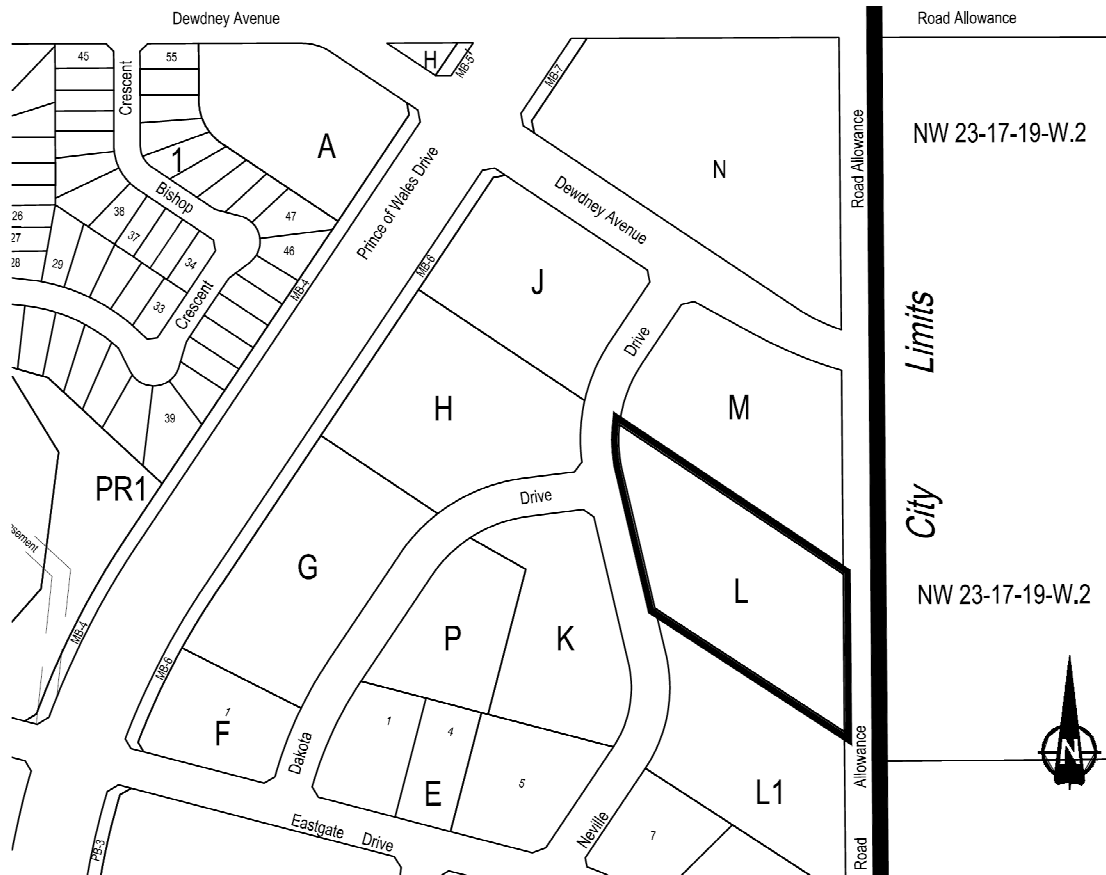 Dewdney Avenue
Road Allowance
45
55
H
MB-5
MB-7
Crescent
A
N
NW 23-17-19-W.2
Road Allowance
1
Prince of Wales Drive
Bishop
Dewdney Avenue
26
38
47
27
37
46
28
29
34
MB-6
J
MB-4
33
Crescent
Limits
Drive
H
M
39
PR1
Drive
City
sement
G
L
NW 23-17-19-W.2
P
K
MB-4
MB-6
1
F
1
4
N
Dakota
Allowance
5
E
L1
Eastgate Drive
Neville
7
PB-3
Road